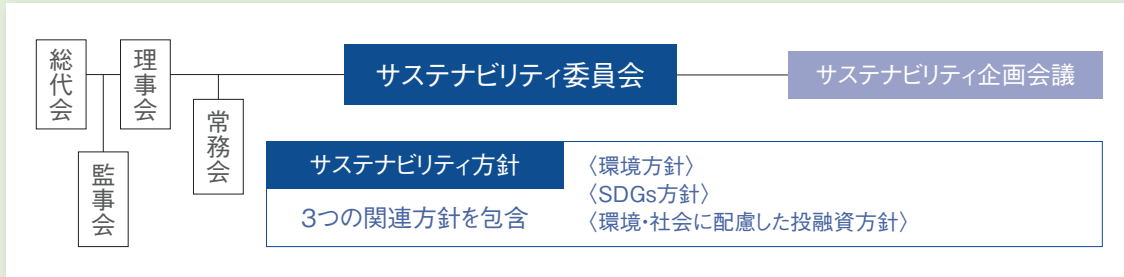 総代会
理事会
監事会
常務会
サステナビリティ委員会
サステナビリティ企画会議
サステナビリティ方針
3つの関連方針を包含
〈環境方針〉
〈SDGs方針〉
〈環境・社会に配慮した投融資方針〉